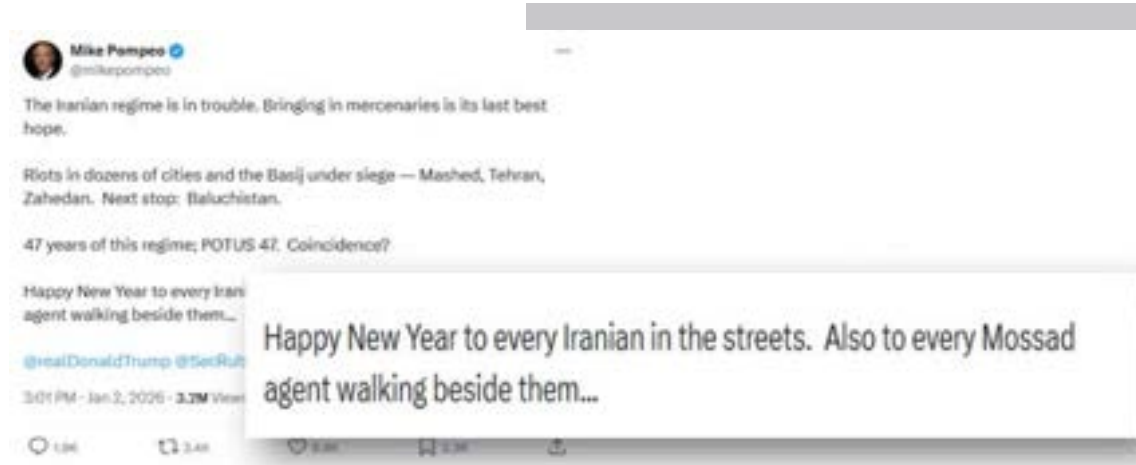 Mike Pompeo
@mikepompeo
The Iranian regime is in trouble. Bringing in mercenaries is its last best
hope.
Riots in dozens of cities and the Basij under siege — Mashed, Tehran,
Zahedan. Next stop: Baluchistan.
47 years of this regime; POTUS 47. Coincidence?
Happy New Year to every Irani
agent walking beside them...
Happy New Year to every Iranian in the streets. Also to every Mossad
agent walking beside them...
@realDonaldTrump @SecRub
3:01 PM · Jan 2, 2026 · 3.2M View